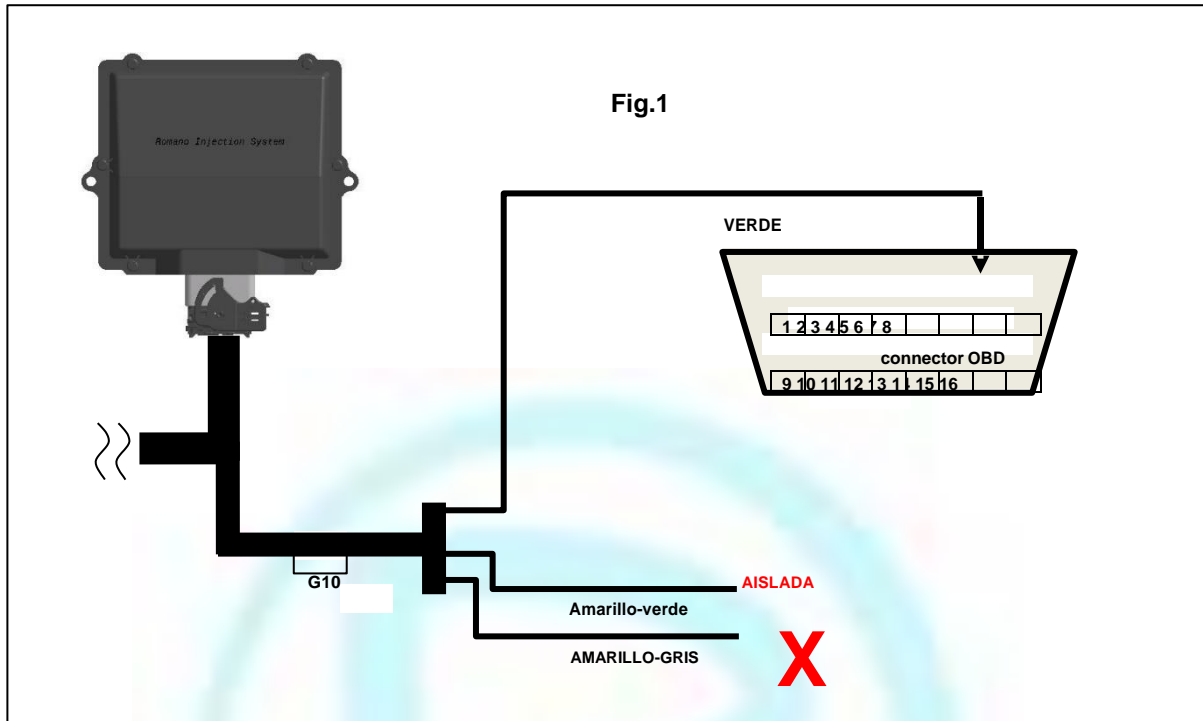 Fig.1
Romano Injection System
VERDE
1 2 3 4 5 6 7 8
connector OBD
9 10 11 12 13 14 15 16
G10
AISLADA
Amarillo-verde
AMARILLO-GRIS
X